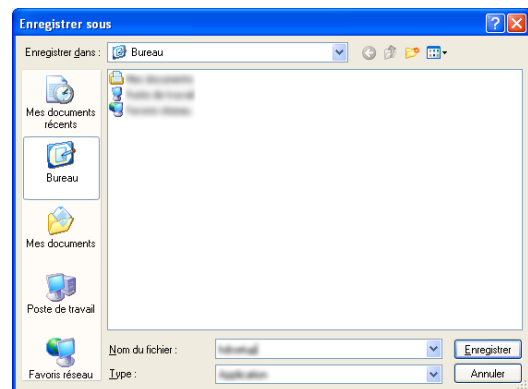 Enregistrer sous
Enregistrer dans :
Bureau
Mes documents
récents
Bureau
Mes documents
Poste de travail
Favoris réseau
Nom du fichier :
Enregistrer
Type :
Annuler